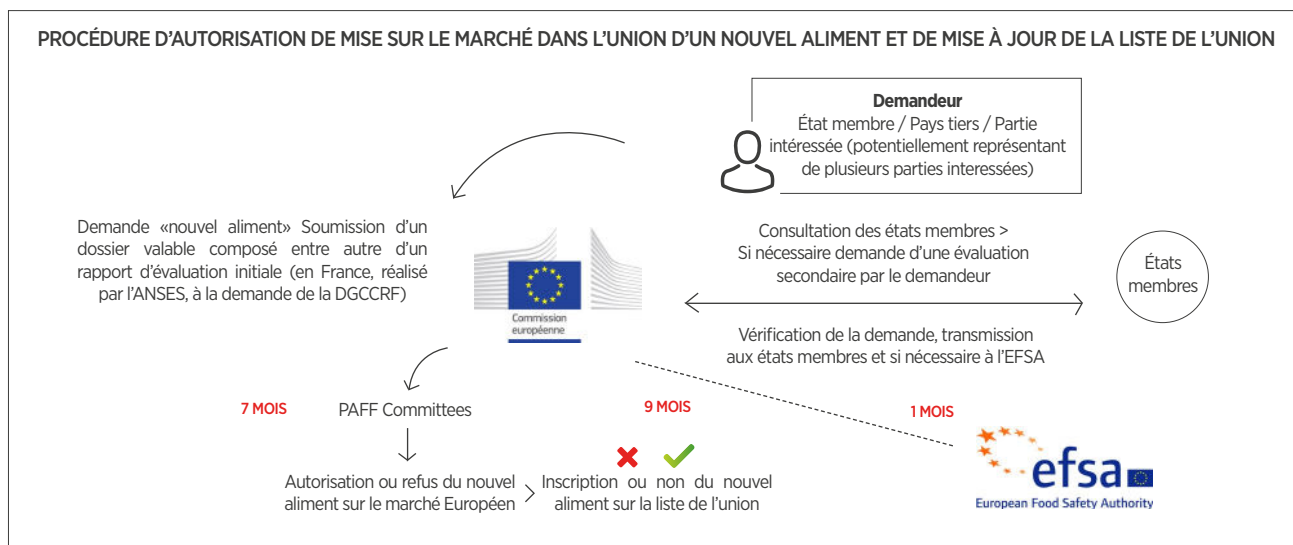 PROCÉDURE D’AUTORISATION DE MISE SUR LE MARCHÉ DANS L’UNION D’UN NOUVEL ALIMENT ET DE MISE À JOUR DE LA LISTE DE L’UNION
Demandeur
État membre / Pays tiers / Partie
intéressée (potentiellement représentant
de plusieurs parties interessées)
Demande «nouvel aliment» Soumission d’un
dossier valable composé entre autre d’un
rapport d’évaluation initiale (en France, réalisé
par l’ANSES, à la demande de la DGCCRF)
Commission
européenne
Consultation des états membres >
Si nécessaire demande d’une évaluation
secondaire par le demandeur
États
membres
Vérification de la demande, transmission
aux états membres et si nécessaire à l’EFSA
7 MOIS
PAFF Committees
9 MOIS
1 MOIS
Autorisation ou refus du nouvel
aliment sur le marché Européen
>
Inscription ou non du nouvel
aliment sur la liste de l’union
efsa
European Food Safety Authority